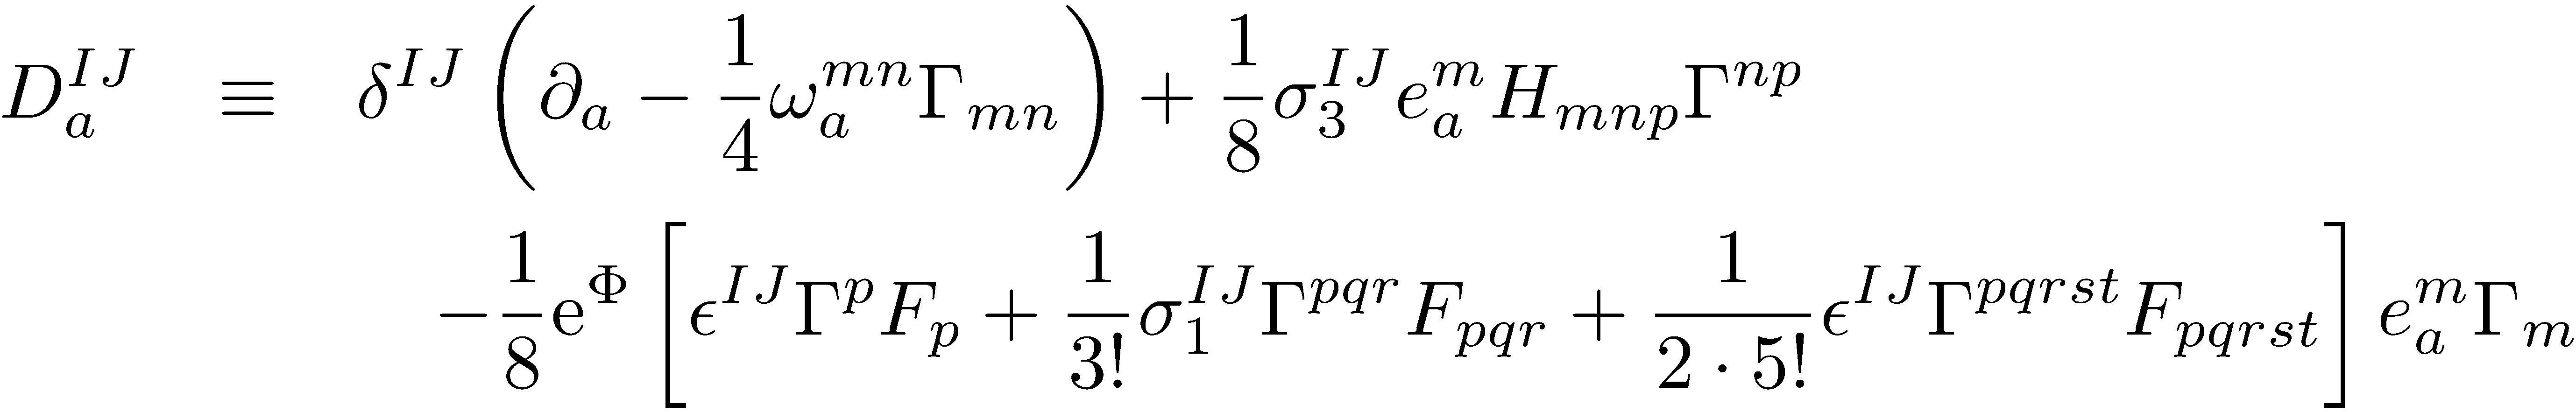 D_a^{IJ} \equiv \delta^{IJ} \left( \partial_a - \frac{1}{4} \omega_a^{mn} \Gamma_{mn} \right) + \frac{1}{8} \sigma_3^{IJ} e_a^m H_{mnp} \Gamma^{np}
- \frac{1}{8} \mathrm{e}^{\Phi} \left[ \epsilon^{IJ} \Gamma^p F_p + \frac{1}{3!} \sigma_1^{IJ} \Gamma^{pqr} F_{pqr} + \frac{1}{2 \cdot 5!} \epsilon^{IJ} \Gamma^{pqrst} F_{pqrst} \right] e_a^m \Gamma_m